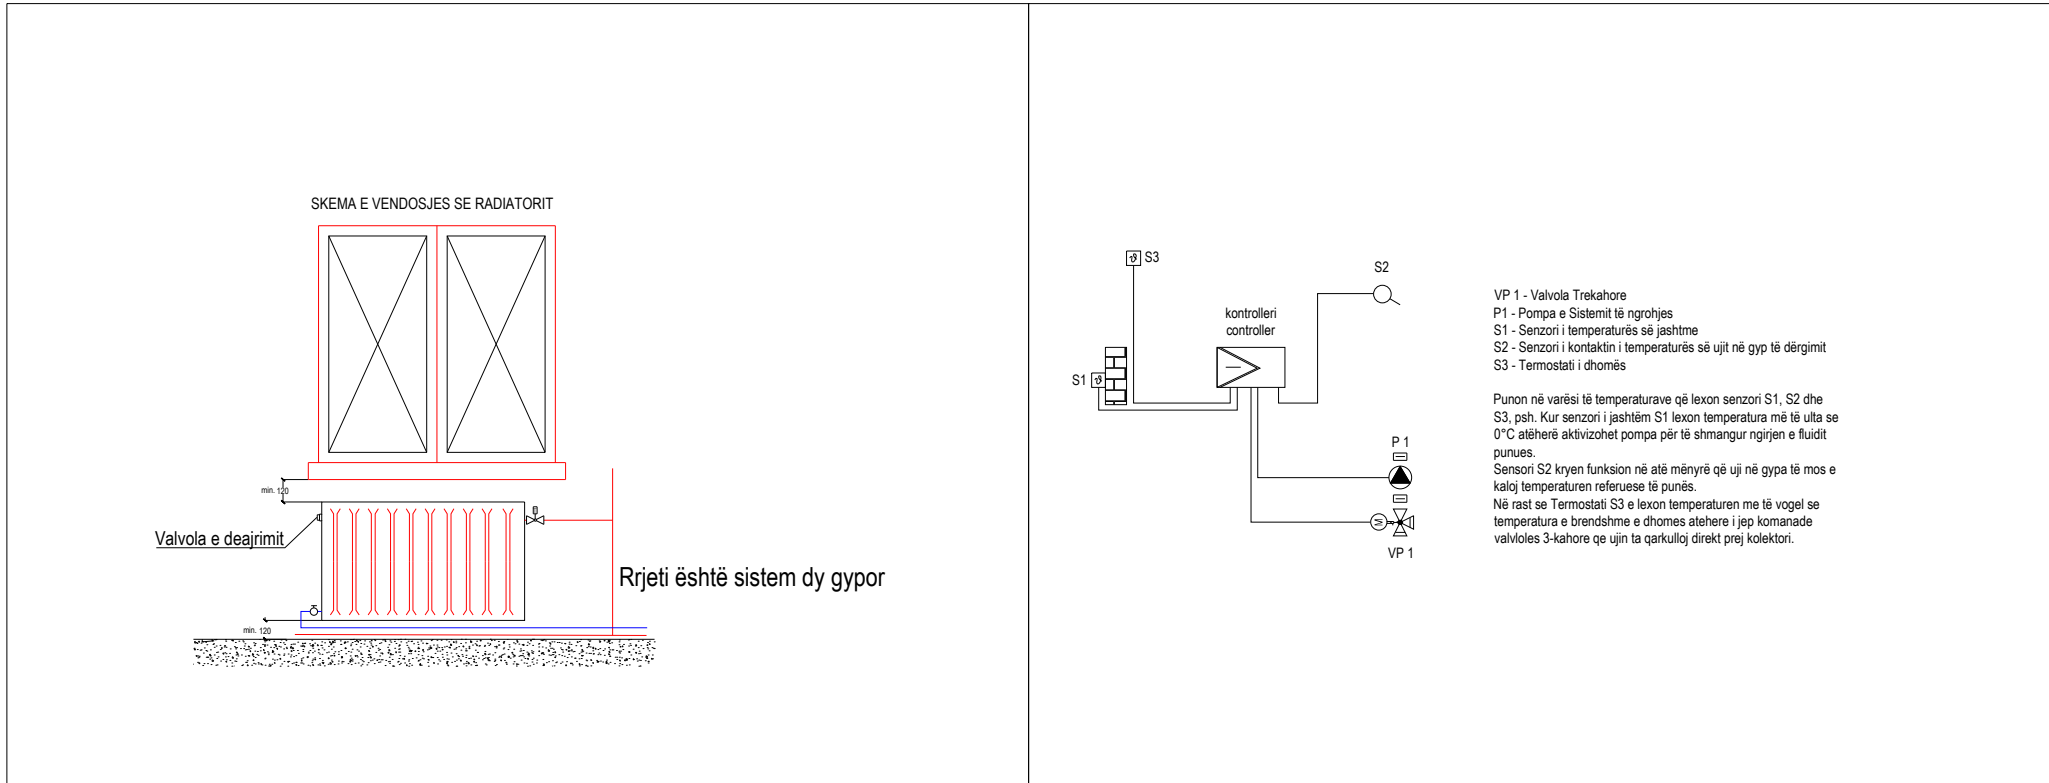 SKEMA E VENDOSJES SE RADIATORIT
min. 120
Valvola e deajrimit
Rrjeti është sistem dy gypor
min. 120
S3
S2
kontrolleri
controller
S1
P 1
M
VP 1
VP 1 - Valvola Trekahore
P1 - Pompa e Sistemit të ngrohjes
S1 - Senzori i temperaturës së jashtme
S2 - Senzori i kontaktin i temperaturës së ujit në gyp të dërgimit
S3 - Termostati i dhomës
Punon në varësi të temperaturave që lexon senzori S1, S2 dhe
S3, psh. Kur senzori i jashtëm S1 lexon temperatura më të ulta se
0°C atëherë aktivizohet pompa për të shmangur ngirjen e fluidit
punues.
Sensori S2 kryen funksion në atë mënyrë që uji në gypa të mos e
kaloj temperaturen referuese të punës.
Në rast se Termostati S3 e lexon temperaturen me të vogel se
temperatura e brendshme e dhomes atehere i jep komanade
valvloles 3-kahore qe ujin ta qarkulloj direkt prej kolektori.